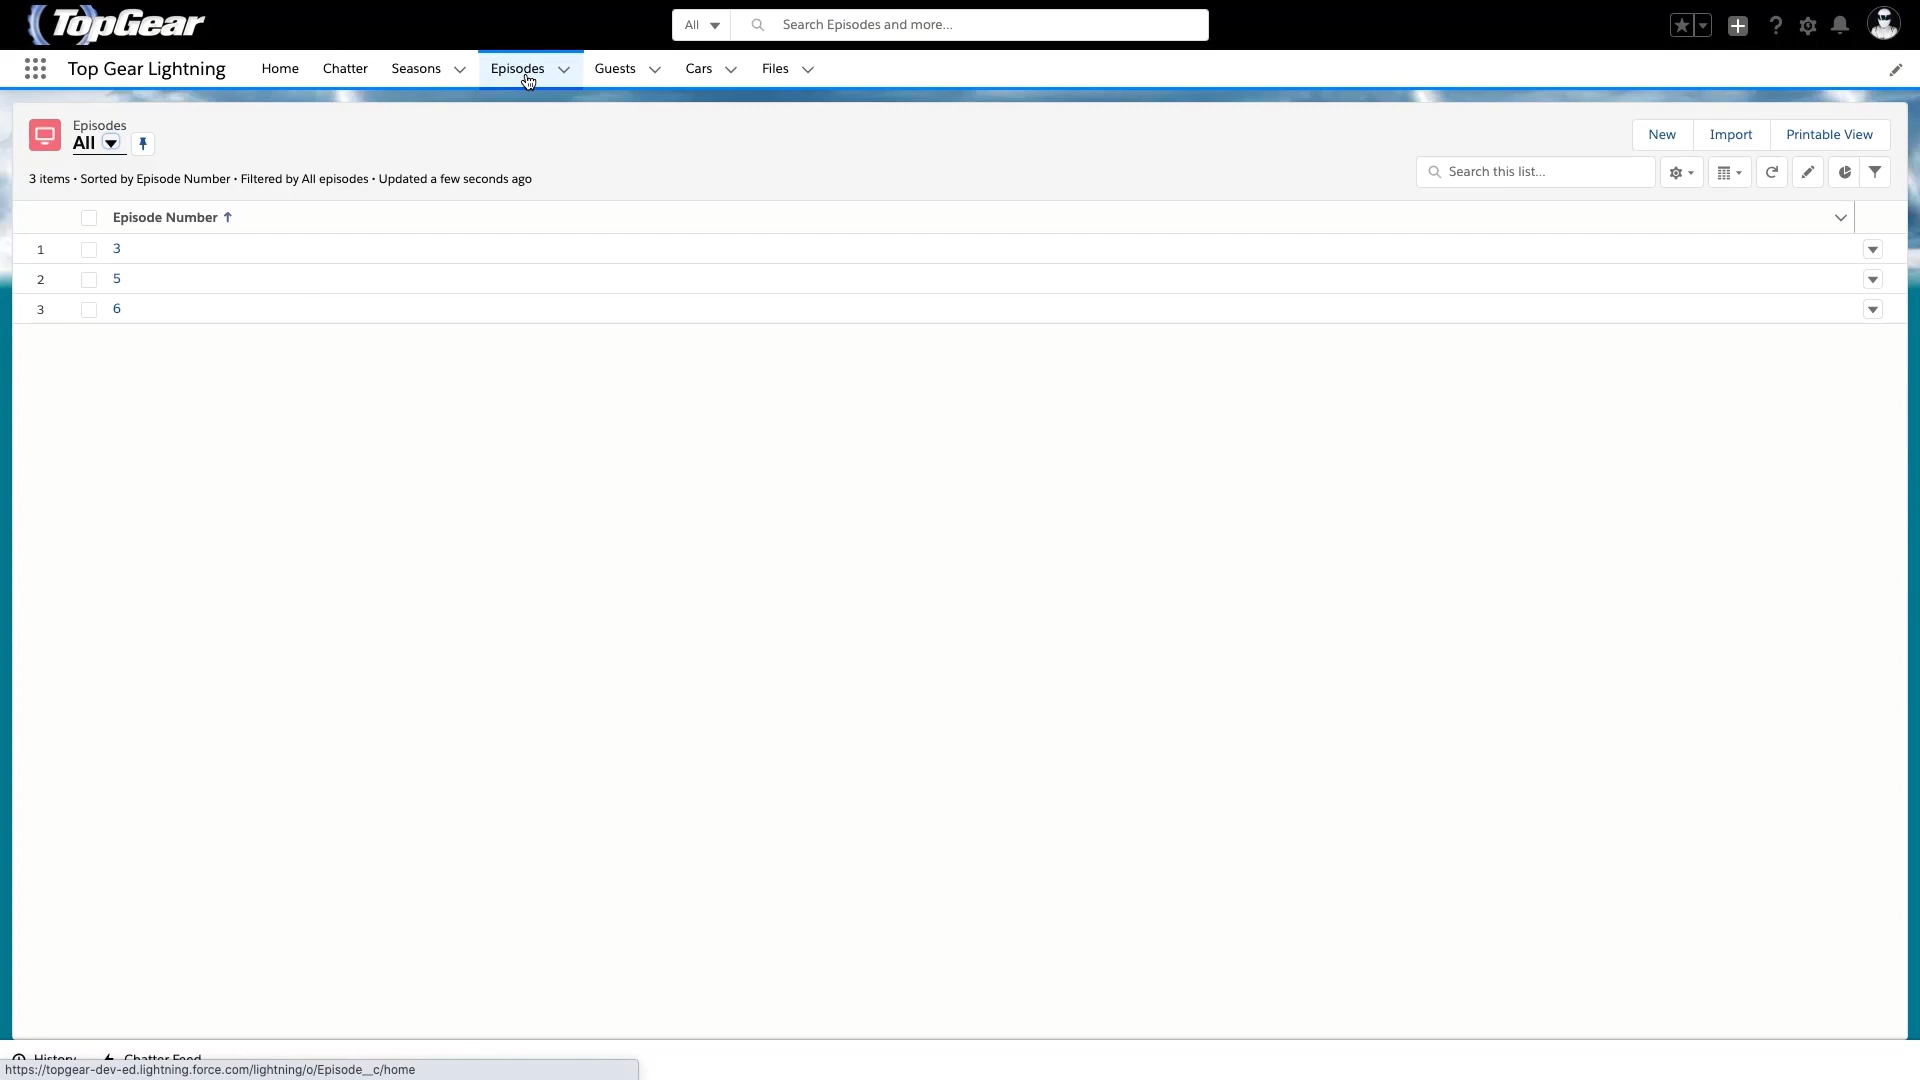 TopGear
All
Search Episodes and more...
Top Gear Lightning
Home
Chatter
Seasons
Episodes
Guests
Cars
Files
Episodes
All
New
Import
Printable View
3 items • Sorted by Episode Number • Filtered by All episodes • Updated a few seconds ago
Search this list...
Episode Number ↑
1 3
2 5
3 6
History
Chatter Feed
https://topgear-dev-ed.lightning.force.com/lightning/o/Episode__c/home